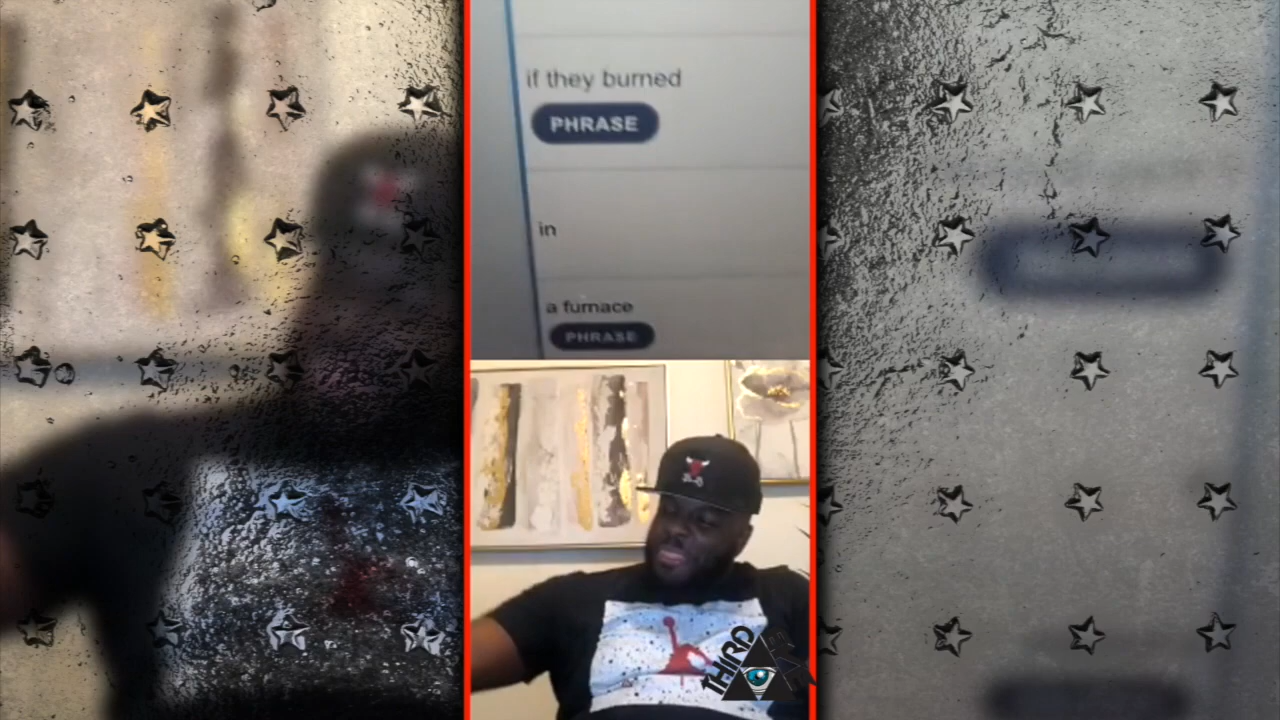 if they burned
PHRASE
in
a furnace
PHRASE
THIRD